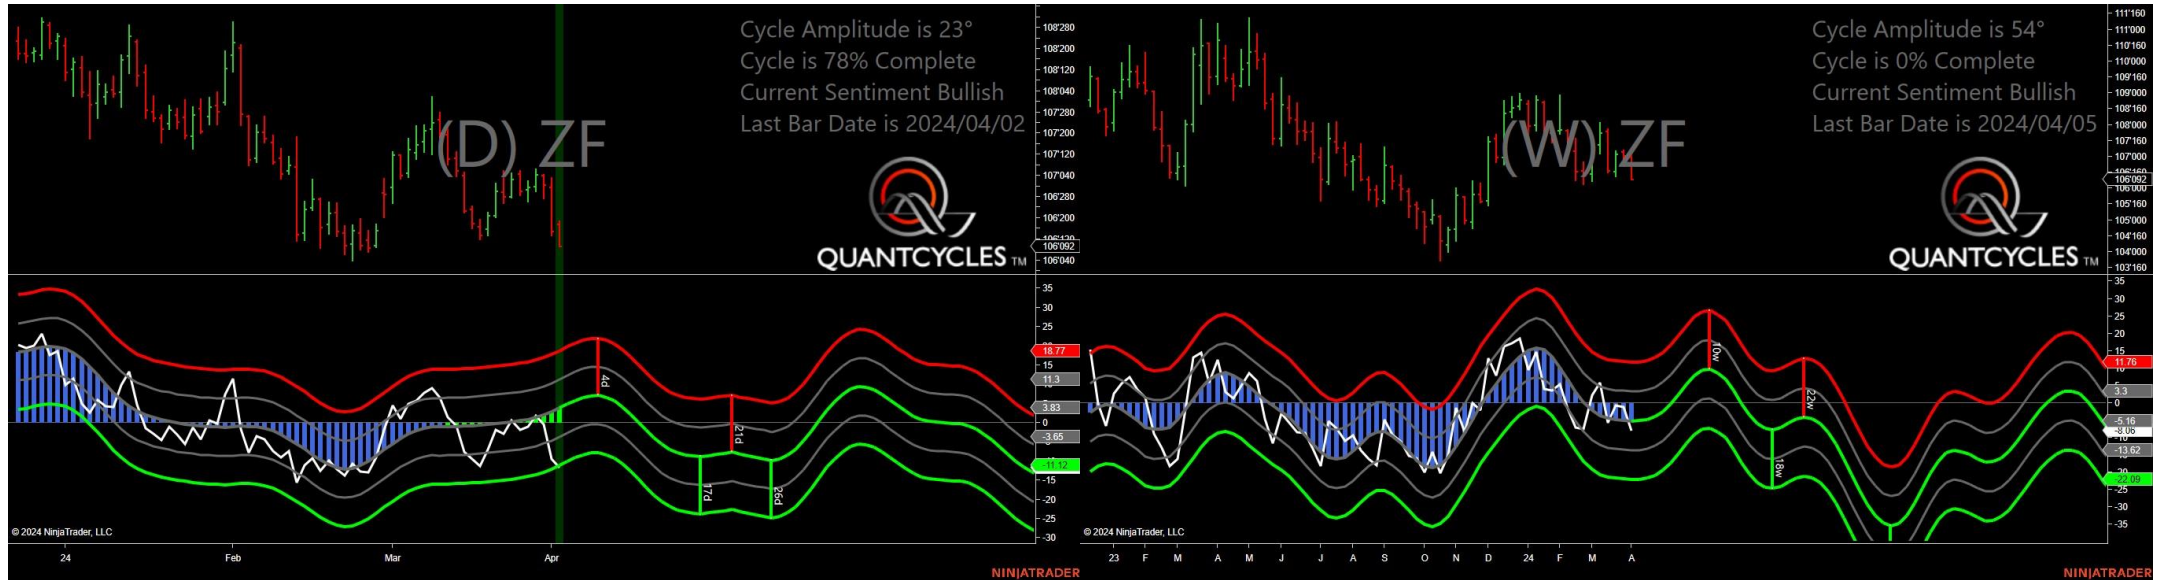 Cycle Amplitude is 23°
Cycle is 78% Complete
Current Sentiment Bullish
Last Bar Date is 2024/04/02
(D) ZF
QUANTCYCLES TM
108'280
108'200
108'120
108'040
107'280
107'200
107'120
107'040
106'280
106'200
106'092
106'040
35
30
25
18.77
11.3
3.83
0
-3.65
-11.12
-15
-20
-25
-30
4d
21d
17d
26d
© 2024 NinjaTrader, LLC
24 Feb Mar Apr
NINJATRADER
Cycle Amplitude is 54°
Cycle is 0% Complete
Current Sentiment Bullish
Last Bar Date is 2024/04/05
(W) ZF
QUANTCYCLES TM
111'160
111'000
110'160
110'000
109'160
109'000
108'160
108'000
107'160
107'000
106'092
106'000
105'160
105'000
104'160
104'000
103'160
35
30
25
20
15
11.76
3.3
0
-5.16
-8.06
-13.62
-22.09
-25
-30
-35
10w
22w
18w
© 2024 NinjaTrader, LLC
23 F M A M J J A S O N D 24 F M A
NINJATRADER